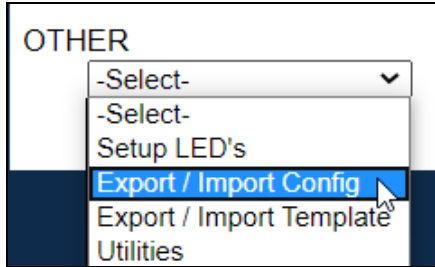 OTHER
-Select-
-Select-
Setup LED's
Export / Import Config
Export / Import Template
Utilities